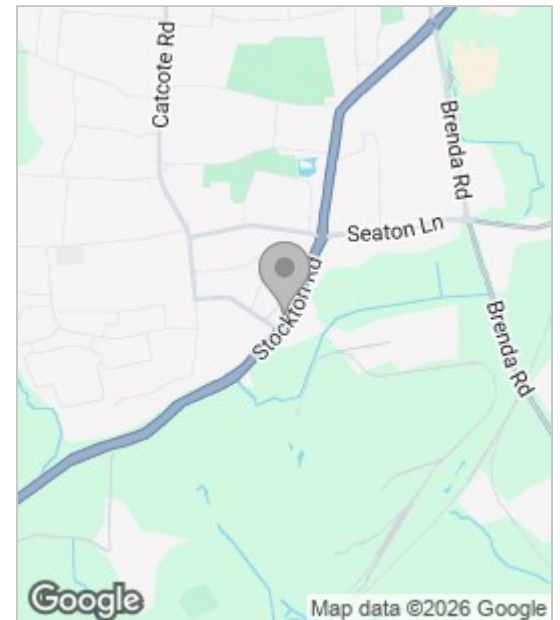 Catcote Rd
Brenda Rd
Seaton Ln
Stockton Rd
Brenda Rd
Google
Map data ©2026 Google